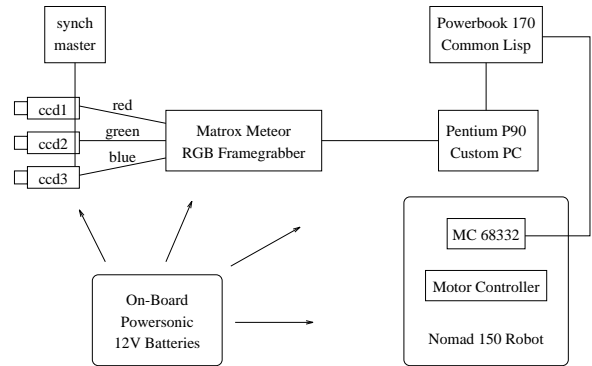 synch
master
Powerbook 170
Common Lisp
ccd1
red
ccd2
green
ccd3
blue
Matrox Meteor
RGB Framegrabber
Pentium P90
Custom PC
MC 68332
Motor Controller
Nomad 150 Robot
On-Board
Powersonic
12V Batteries